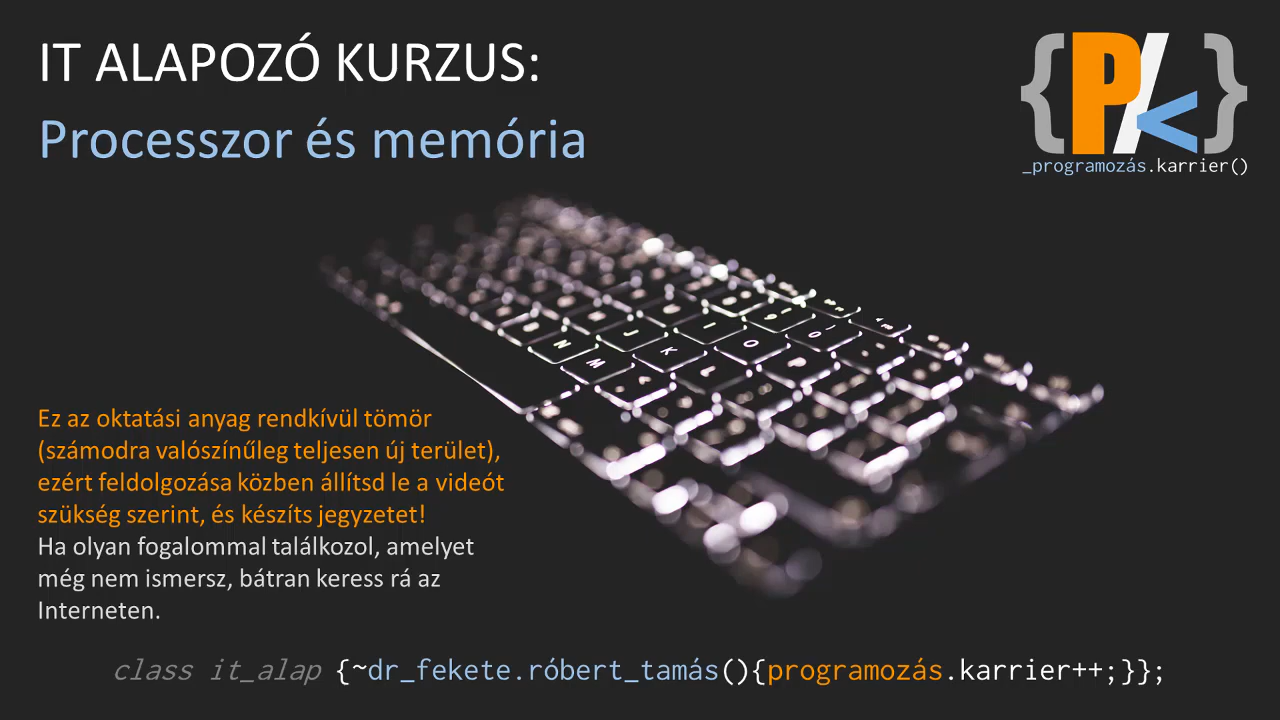 IT ALAPOZÓ KURZUS:
Processzor és memória
{P/<}
_programozás.karrier()
Ez az oktatási anyag rendkívül tömör
(számodra valószínűleg teljesen új terület),
ezért feldolgozása közben állítsd le a videót
szükség szerint, és készíts jegyzetet!
Ha olyan fogalommal találkozol, amelyet
még nem ismersz, bátran keress rá az
Interneten.
class it_alap {~dr_fekete.róbert_tamás(){programozás.karrier++;}};